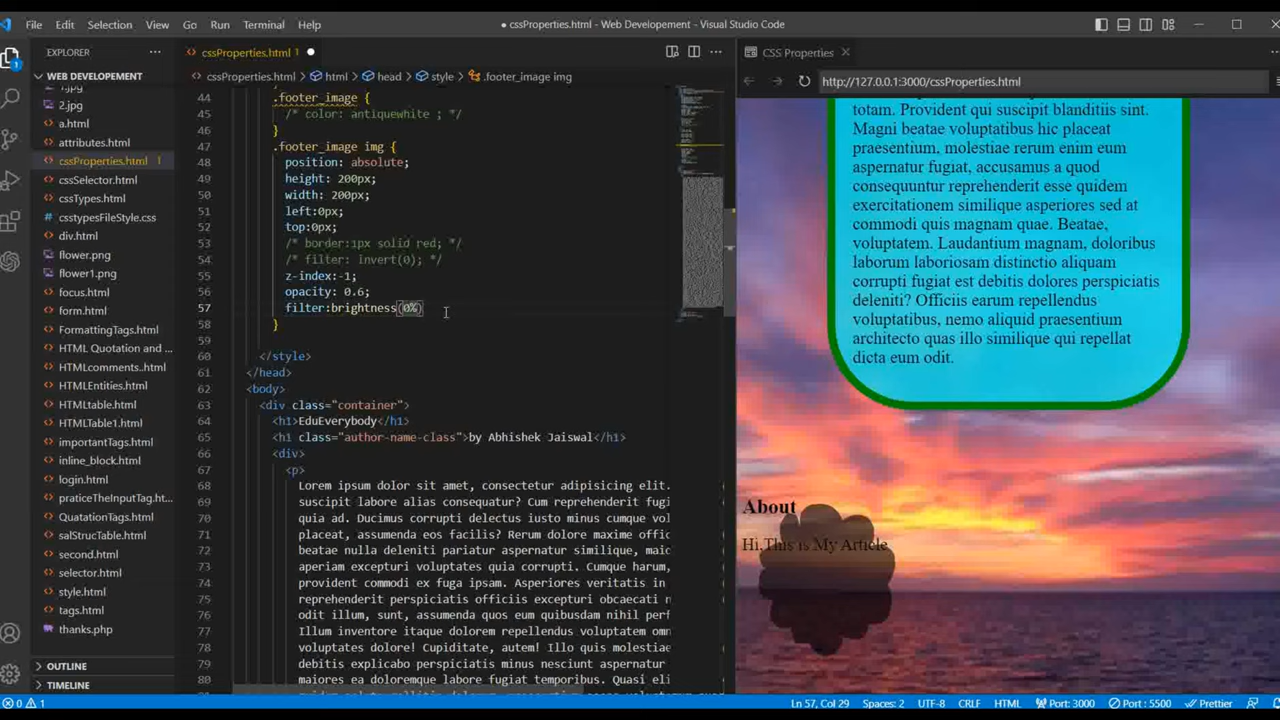 File Edit Selection View Go Run Terminal Help
● cssProperties.html - Web Developement - Visual Studio Code
EXPLORER
WEB DEVELOPEMENT
1.jpg
2.jpg
a.html
attributes.html
cssProperties.html 1
cssSelector.html
cssTypes.html
csstypesFileStyle.css
div.html
flower.png
flower1.png
focus.html
form.html
FormattingTags.html
HTML Quotation and ...
HTMLcomments..html
HTMLEntities.html
HTMLtable.html
HTMLTable1.html
importantTags.html
inline_block.html
login.html
praticeTheInputTag.ht...
QuatationTags.html
salStrucTable.html
second.html
selector.html
style.html
tags.html
thanks.php
OUTLINE
TIMELINE
cssProperties.html 1
cssProperties.html > html > head > style > .footer_image img
44 .footer_image {
45 /* color: antiquewhite ; */
46 }
47 .footer_image img {
48 position: absolute;
49 height: 200px;
50 width: 200px;
51 left:0px;
52 top:0px;
53 /* border:1px solid red; */
54 /* filter: invert(0); */
55 z-index:-1;
56 opacity: 0.6;
57 filter:brightness(0%)
58 }
59
60 </style>
61 </head>
62 <body>
63 <div class="container">
64 <h1>EduEverybody</h1>
65 <h1 class="author-name-class">by Abhishek Jaiswal</h1>
66 <div>
67 <p>
68 Lorem ipsum dolor sit amet, consectetur adipisicing elit.
69 suscipit labore alias consequatur? Cum reprehenderit fugi
70 quia ad. Ducimus corrupti delectus iusto minus cumque vol
71 placeat, assumenda eos facilis? Rerum dolore maxime offic
72 beatae nulla deleniti pariatur aspernatur similique, maio
73 aperiam excepturi voluptates quia corrupti. Cumque harum,
74 provident commodi ex fuga ipsam. Asperiores veritatis in
75 reprehenderit perspiciatis officiis excepturi obcaecati n
76 odit illum, sunt, assumenda quos eum quibusdam nihil perf
77 Illum inventore itaque dolorem repellendus voluptatem omn
78 voluptates dolore! Cupiditate, autem! Illo quis molestiae
79 debitis explicabo perspiciatis minus nesciunt aspernatur
80 maiores ea doloremque labore fugit temporibus. Quasi
CSS Properties
http://127.0.0.1:3000/cssProperties.html
totam. Provident qui suscipit blanditiis sint.
Magni beatae voluptatibus hic placeat
praesentium, molestiae rerum enim eum
aspernatur fugiat, accusamus a quod
consequuntur reprehenderit esse quidem
exercitationem similique asperiores sed at
commodi quis magnam quae. Beatae,
voluptatem. Laudantium magnam, doloribus
laborum laboriosam distinctio aliquam
corrupti fugiat est debitis dolores perspiciatis
deleniti? Officiis earum repellendus
voluptatibus, nemo aliquid praesentium
architecto quas illo similique qui repellat
dicta eum odit.
About
Hi.This is My Article
0 1 Ln 57, Col 29 Spaces: 2 UTF-8 CRLF HTML Port: 3000 Port : 5500 Prettier